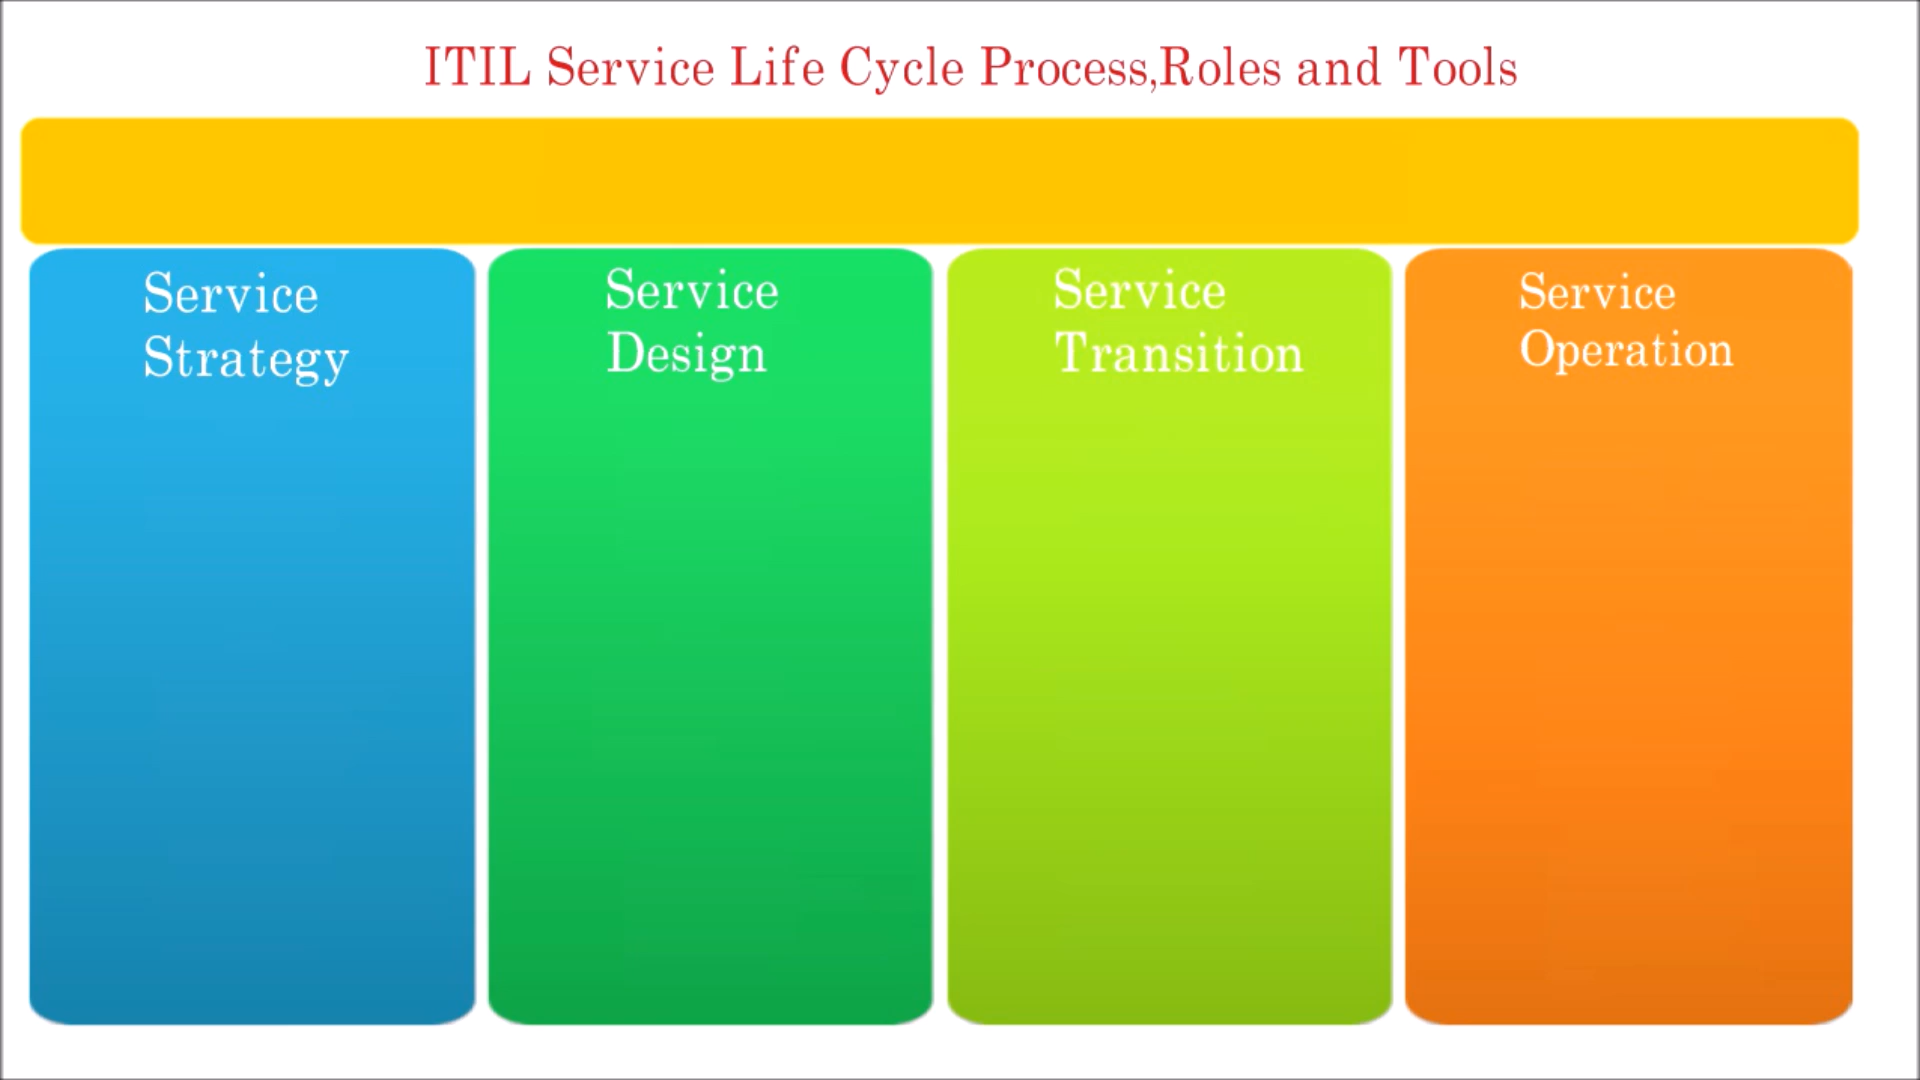 ITIL Service Life Cycle Process,Roles and Tools
Service
Strategy
Service
Design
Service
Transition
Service
Operation